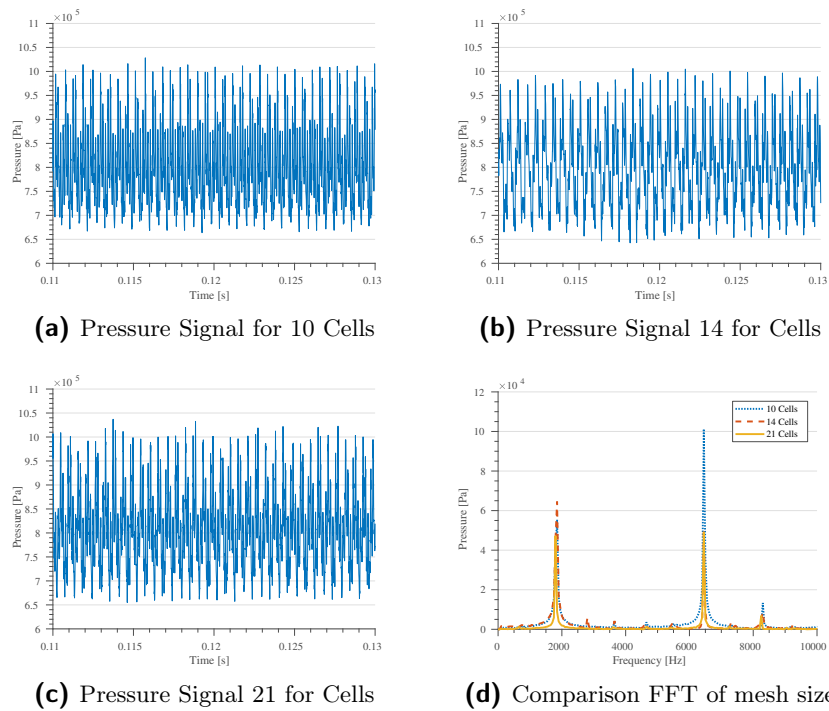 ×10 5
11
10.5
10
9.5
9
8.5
8
7.5
7
6.5
6
Pressure [Pa]
0.11 0.115 0.12 0.125 0.13
Time [s]
(a) Pressure Signal for 10 Cells
×10 5
11
10.5
10
9.5
9
8.5
8
7.5
7
6.5
6
Pressure [Pa]
0.11 0.115 0.12 0.125 0.13
Time [s]
(b) Pressure Signal 14 for Cells
×10 5
11
10.5
10
9.5
9
8.5
8
7.5
7
6.5
6
Pressure [Pa]
0.11 0.115 0.12 0.125 0.13
Time [s]
(c) Pressure Signal 21 for Cells
×10 4
12
10
8
6
4
2
0
Pressure [Pa]
10 Cells
14 Cells
21 Cells
0 2000 4000 6000 8000 10000
Frequency [Hz]
(d) Comparison FFT of mesh size